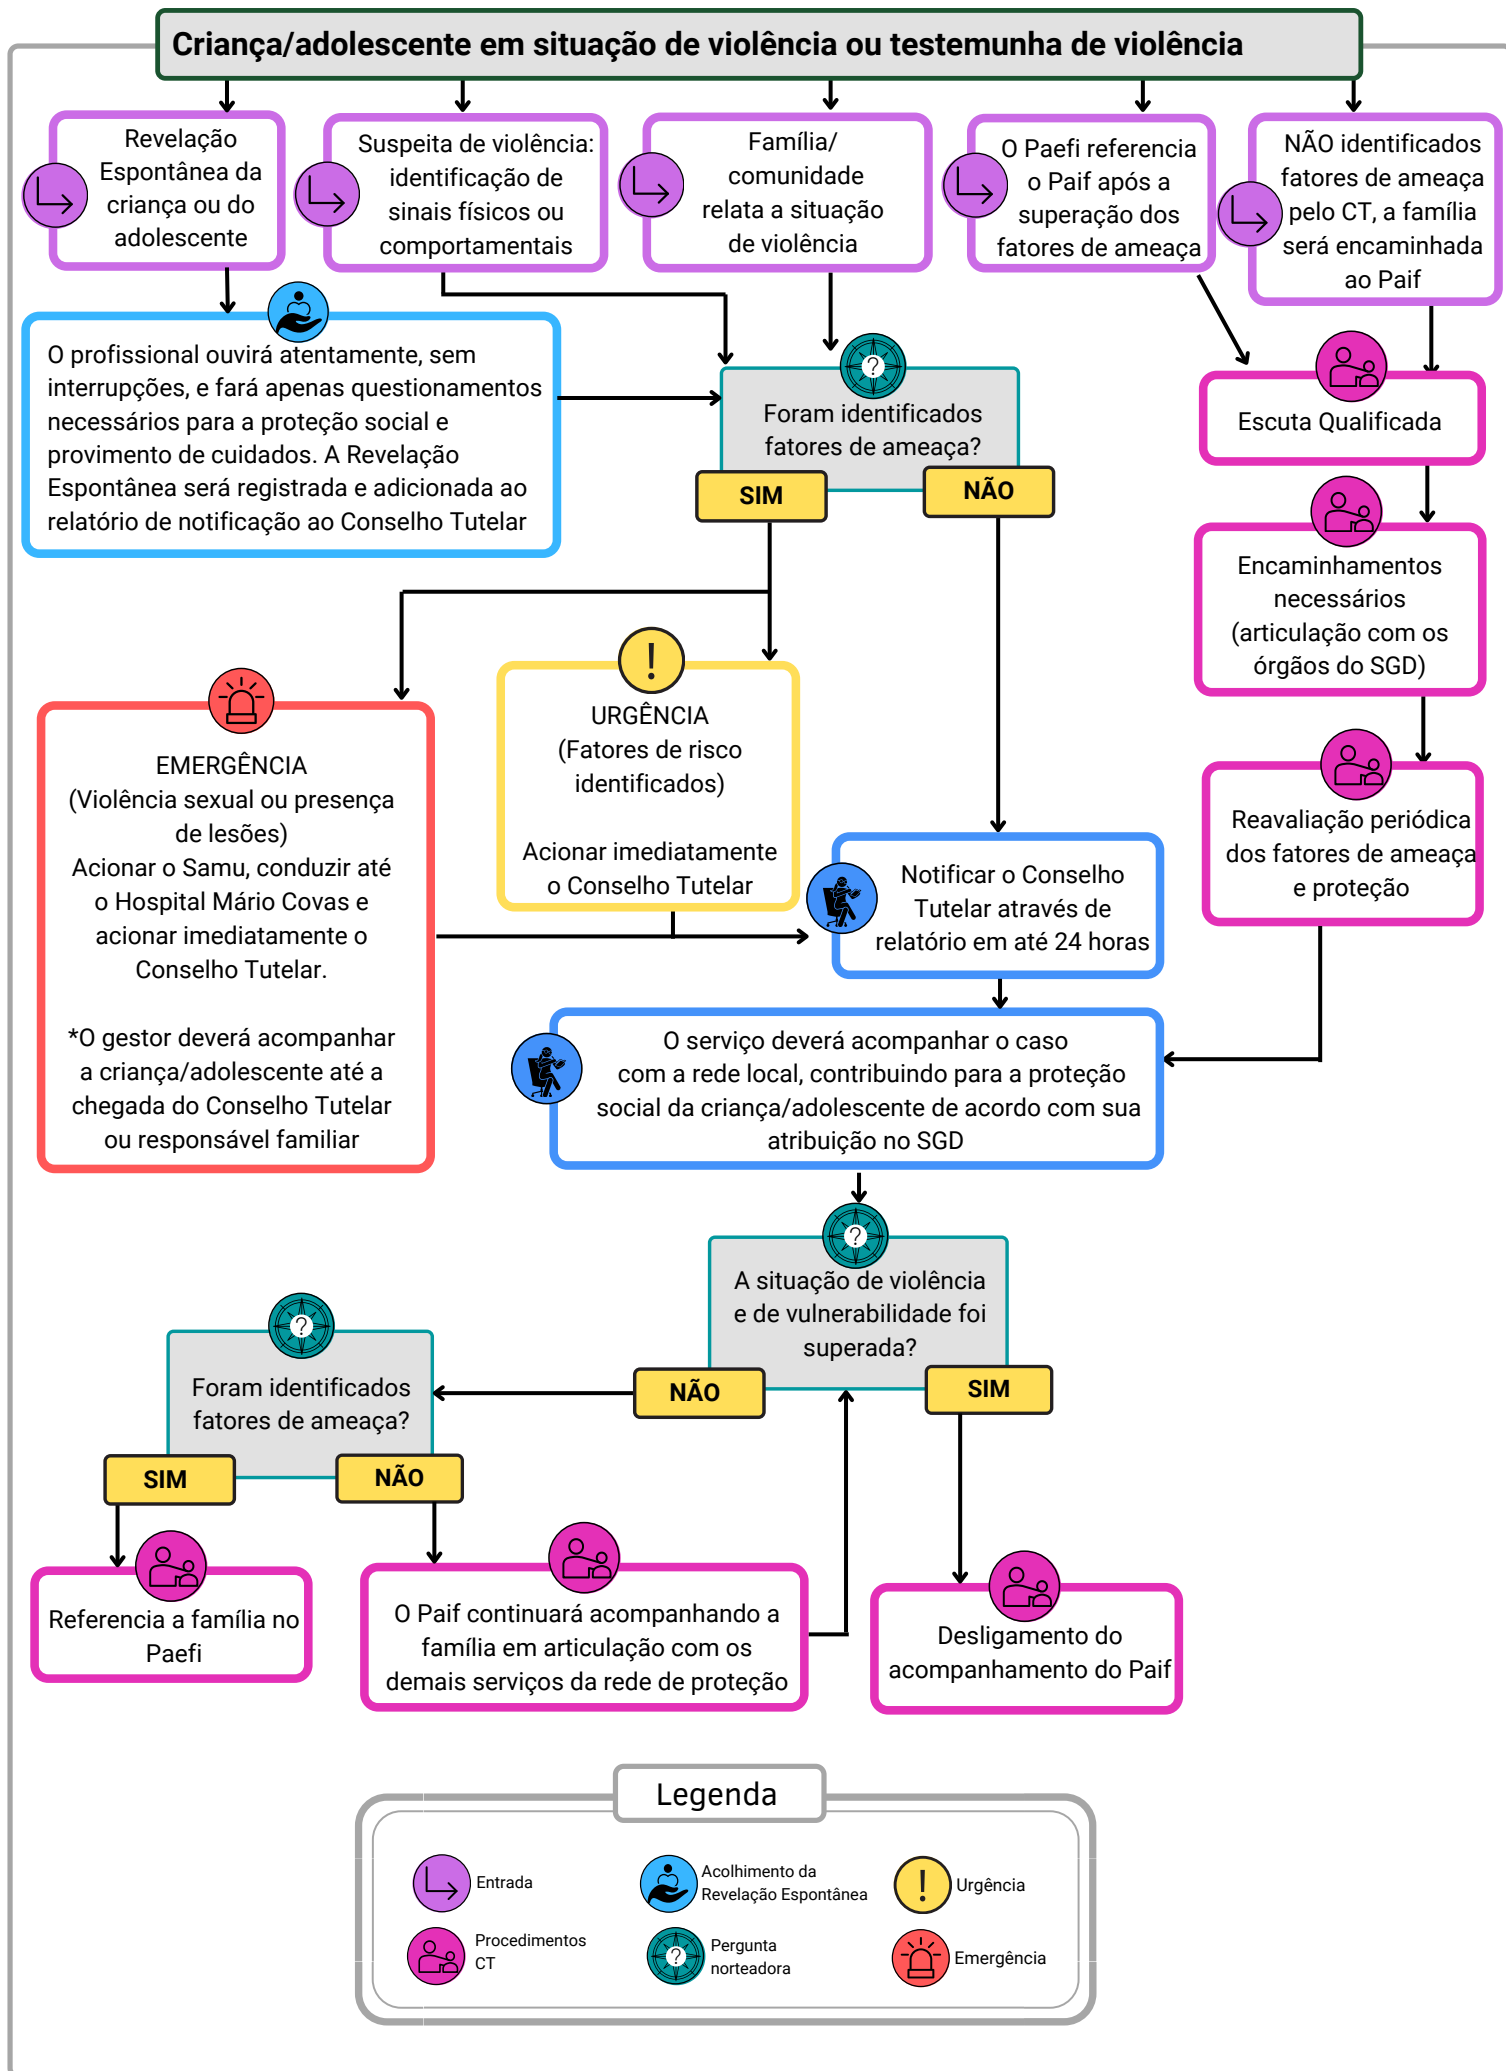 Criança/adolescente em situação de violência ou testemunha de violência
Revelação
Espontânea da
criança ou do
adolescente
Suspeita de violência:
identificação de
sinais físicos ou
comportamentais
Família/
comunidade
relata a situação
de violência
O Paefi referencia
o Paif após a
superação dos
fatores de ameaça
NÃO identificados
fatores de ameaça
pelo CT, a família
será encaminhada
ao Paif
O profissional ouvirá atentamente, sem
interrupções, e fará apenas questionamentos
necessários para a proteção social e
provimento de cuidados. A Revelação
Espontânea será registrada e adicionada ao
relatório de notificação ao Conselho Tutelar
?
Foram identificados
fatores de ameaça?
SIM
NÃO
Escuta Qualificada
Encaminhamentos
necessários
(articulação com os
órgãos do SGD)
Reavaliação periódica
dos fatores de ameaça
e proteção
EMERGÊNCIA
(Violência sexual ou presença
de lesões)
Acionar o Samu, conduzir até
o Hospital Mário Covas e
acionar imediatamente o
Conselho Tutelar.
*O gestor deverá acompanhar
a criança/adolescente até a
chegada do Conselho Tutelar
ou responsável familiar
!
URGÊNCIA
(Fatores de risco
identificados)
Acionar imediatamente
o Conselho Tutelar
Notificar o Conselho
Tutelar através de
relatório em até 24 horas
O serviço deverá acompanhar o caso
com a rede local, contribuindo para a proteção
social da criança/adolescente de acordo com sua
atribuição no SGD
?
A situação de violência
e de vulnerabilidade foi
superada?
NÃO
SIM
?
Foram identificados
fatores de ameaça?
SIM
NÃO
Referencia a família no
Paefi
O Paif continuará acompanhando a
família em articulação com os
demais serviços da rede de proteção
Desligamento do
acompanhamento do Paif
Legenda
Entrada
Acolhimento da
Revelação Espontânea
!
Urgência
Procedimentos
CT
?
Pergunta
norteadora
Emergência